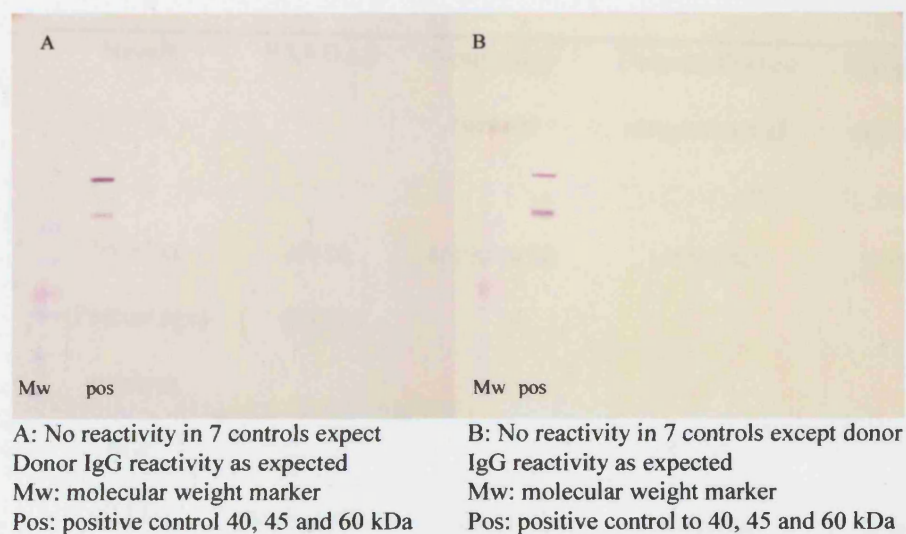 A
B
Mw pos
Mw pos
A: No reactivity in 7 controls expect
Donor IgG reactivity as expected
Mw: molecular weight marker
Pos: positive control 40, 45 and 60 kDa
B: No reactivity in 7 controls except donor
IgG reactivity as expected
Mw: molecular weight marker
Pos: positive control to 40, 45 and 60 kDa